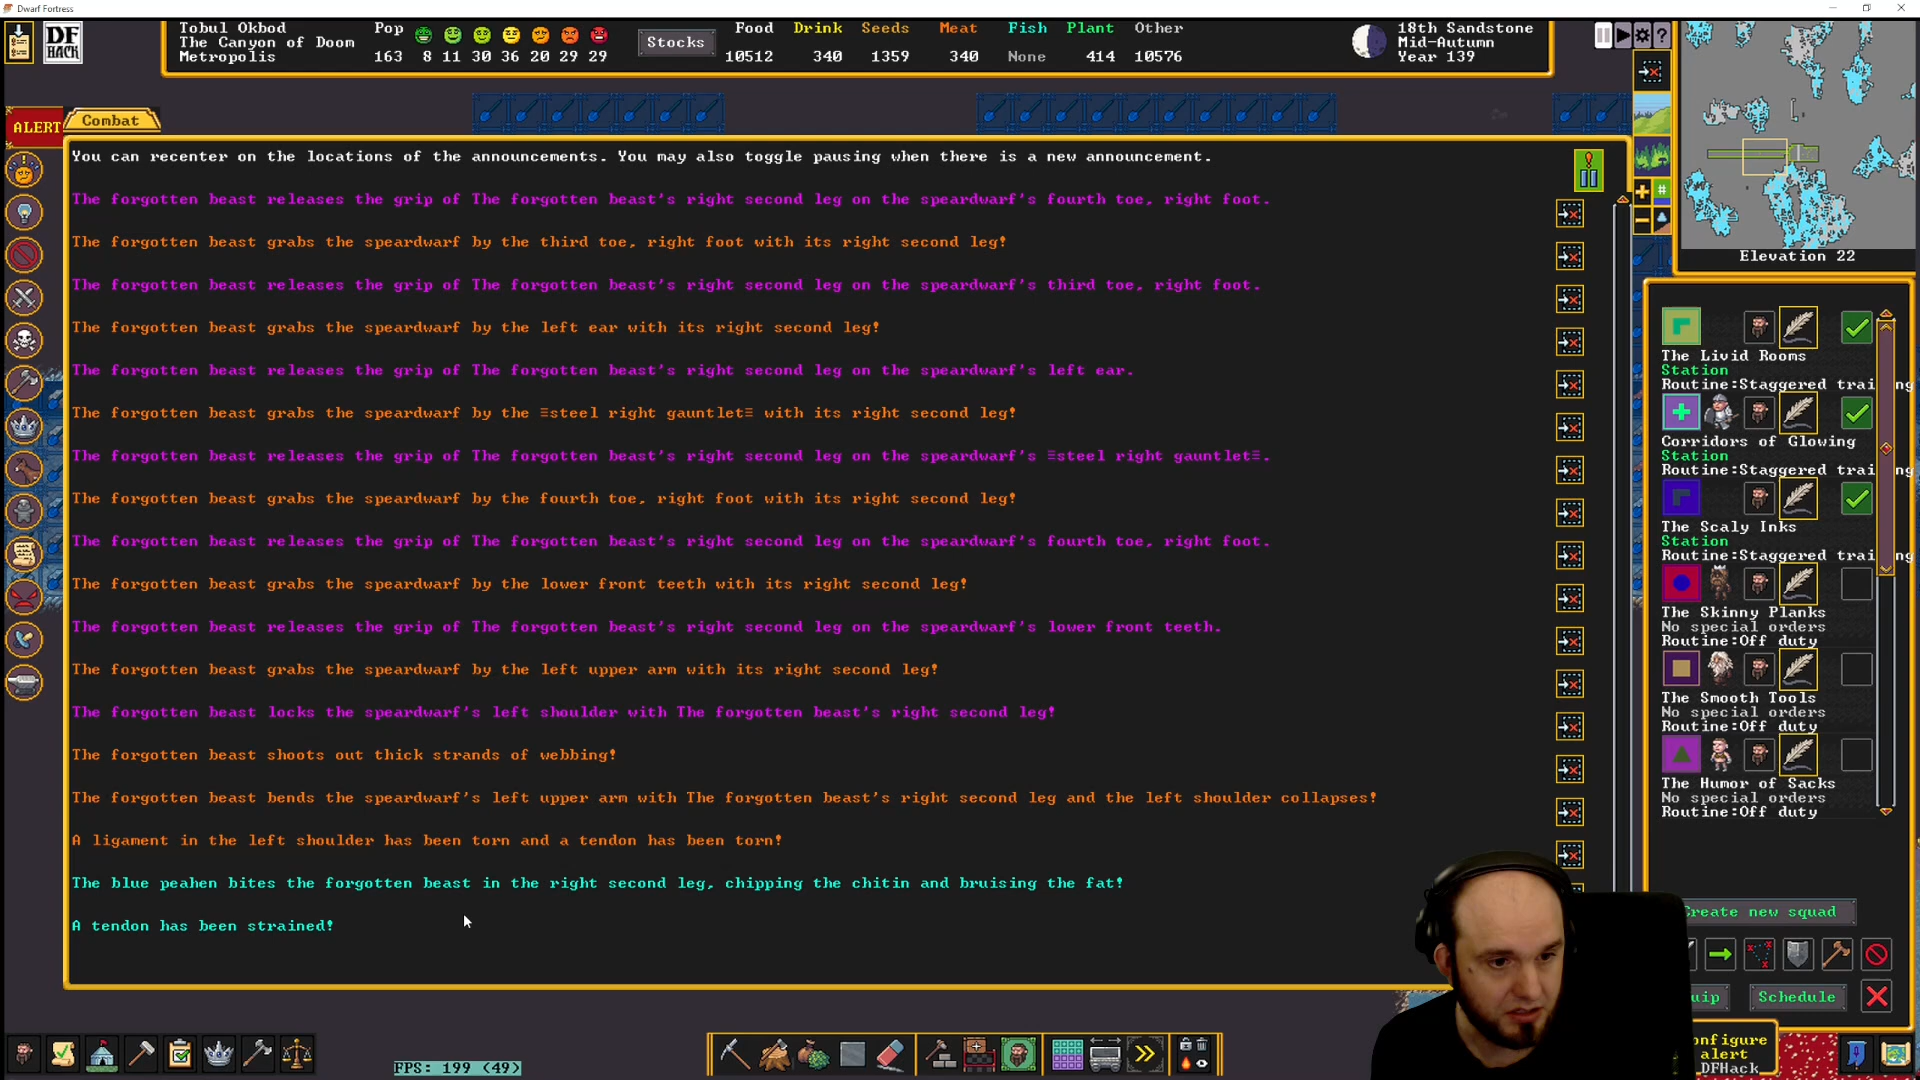 Dwarf Fortress
DF
HACK
Tobul Okbod
The Canyon of Doom
Metropolis
Pop
163 8 11 30 36 20 29 29
Stocks
Food Drink Seeds Meat Fish Plant Other
10512 340 1359 340 None 414 10576
18th Sandstone
Mid-Autumn
Year 139
ALERT
Combat
You can recenter on the locations of the announcements. You may also toggle pausing when there is a new announcement.
The forgotten beast releases the grip of The forgotten beast's right second leg on the speardwarf's fourth toe, right foot.
The forgotten beast grabs the speardwarf by the third toe, right foot with its right second leg!
The forgotten beast releases the grip of The forgotten beast's right second leg on the speardwarf's third toe, right foot.
The forgotten beast grabs the speardwarf by the left ear with its right second leg!
The forgotten beast releases the grip of The forgotten beast's right second leg on the speardwarf's left ear.
The forgotten beast grabs the speardwarf by the ≡steel right gauntlet≡ with its right second leg!
The forgotten beast releases the grip of The forgotten beast's right second leg on the speardwarf's ≡steel right gauntlet≡.
The forgotten beast grabs the speardwarf by the fourth toe, right foot with its right second leg!
The forgotten beast releases the grip of The forgotten beast's right second leg on the speardwarf's fourth toe, right foot.
The forgotten beast grabs the speardwarf by the lower front teeth with its right second leg!
The forgotten beast releases the grip of The forgotten beast's right second leg on the speardwarf's lower front teeth.
The forgotten beast grabs the speardwarf by the left upper arm with its right second leg!
The forgotten beast locks the speardwarf's left shoulder with The forgotten beast's right second leg!
The forgotten beast shoots out thick strands of webbing!
The forgotten beast bends the speardwarf's left upper arm with The forgotten beast's right second leg and the left shoulder collapses!
A ligament in the left shoulder has been torn and a tendon has been torn!
The blue peahen bites the forgotten beast in the right second leg, chipping the chitin and bruising the fat!
A tendon has been strained!
Elevation 22
The Livid Rooms
Station
Routine:Staggered trai ng
Corridors of Glowing
Station
Routine:Staggered trai ng
The Scaly Inks
Station
Routine:Staggered trai ng
The Skinny Planks
No special orders
Routine:Off duty
The Smooth Tools
No special orders
Routine:Off duty
The Humor of Sacks
No special orders
Routine:Off duty
Create new squad
uip
Schedule
onfigure
alert
DFHack
FPS: 199 (49)